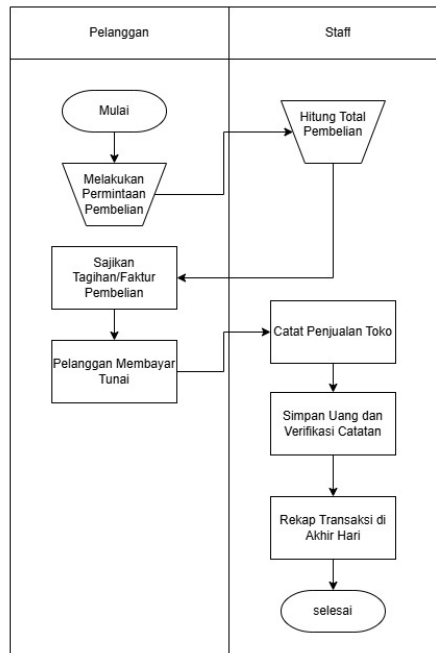 Pelanggan
Staff
Mulai
Melakukan
Permintaan
Pembelian
Hitung Total
Pembelian
Sajikan
Tagihan/Faktur
Pembelian
Pelanggan Membayar
Tunai
Catat Penjualan Toko
Simpan Uang dan
Verifikasi Catatan
Rekap Transaksi di
Akhir Hari
selesai